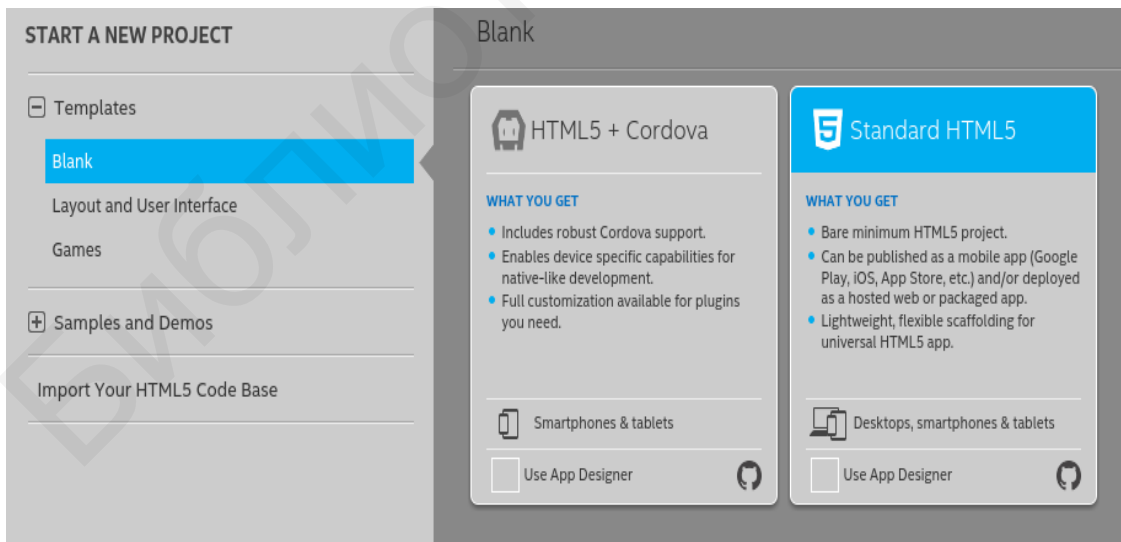 START A NEW PROJECT
Templates
Blank
Layout and User Interface
Games
Samples and Demos
Import Your HTML5 Code Base
Blank
HTML5 + Cordova
WHAT YOU GET
Includes robust Cordova support.
Enables device specific capabilities for
native-like development.
Full customization available for plugins
you need.
Smartphones & tablets
Use App Designer
5 Standard HTML5
WHAT YOU GET
Bare minimum HTML5 project.
Can be published as a mobile app (Google
Play, iOS, App Store, etc.) and/or deployed
as a hosted web or packaged app.
Lightweight, flexible scaffolding for
universal HTML5 app.
Desktops, smartphones & tablets
Use App Designer